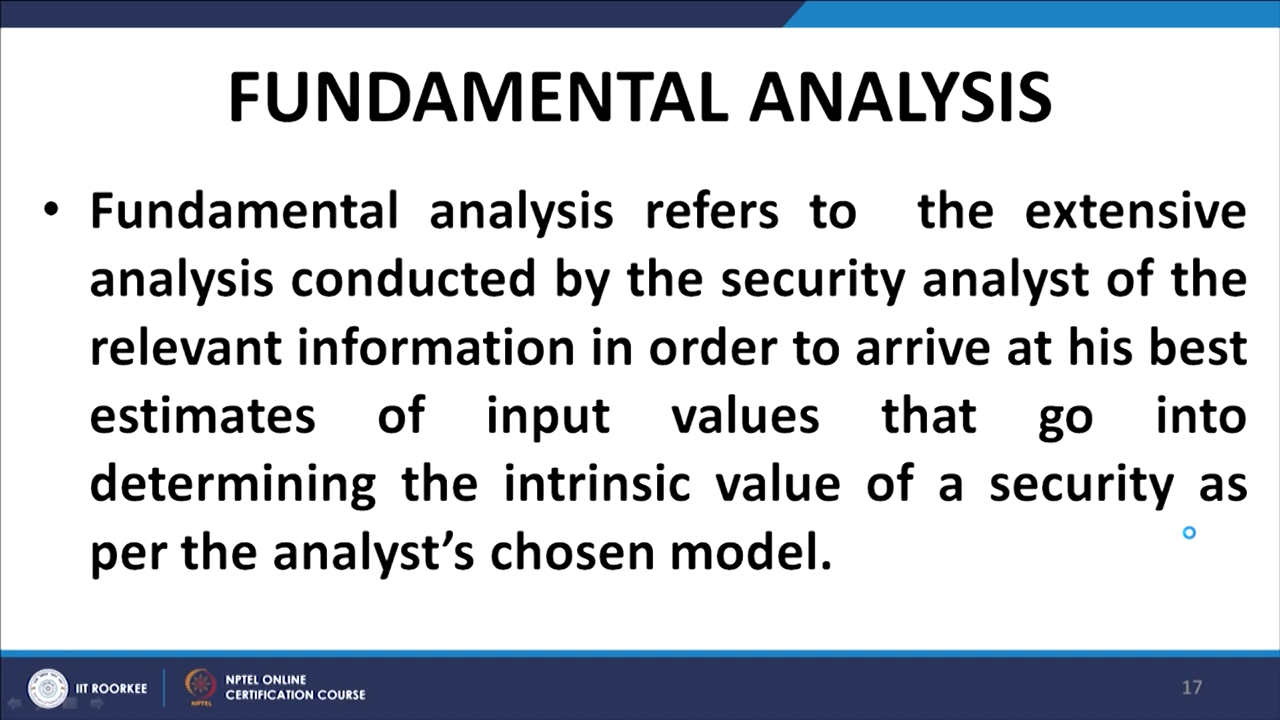 FUNDAMENTAL ANALYSIS
• Fundamental analysis refers to the extensive
analysis conducted by the security analyst of the
relevant information in order to arrive at his best
estimates of input values that go into
determining the intrinsic value of a security as
per the analyst’s chosen model.
IIT ROORKEE
NPTEL
NPTEL ONLINE
CERTIFICATION COURSE
17